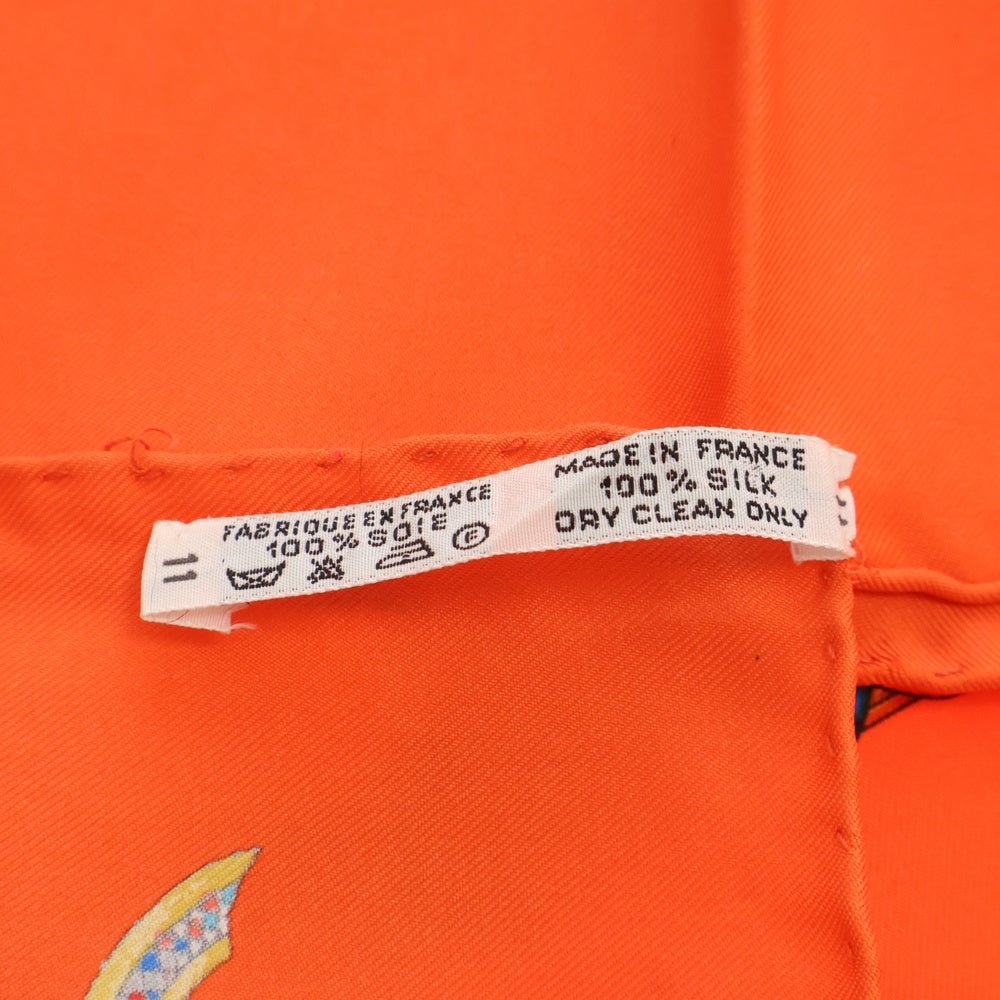 11
FABRIQUE EN FRANCE
100 % SOIE
MADE IN FRANCE
100 % SILK
DRY CLEAN ONLY